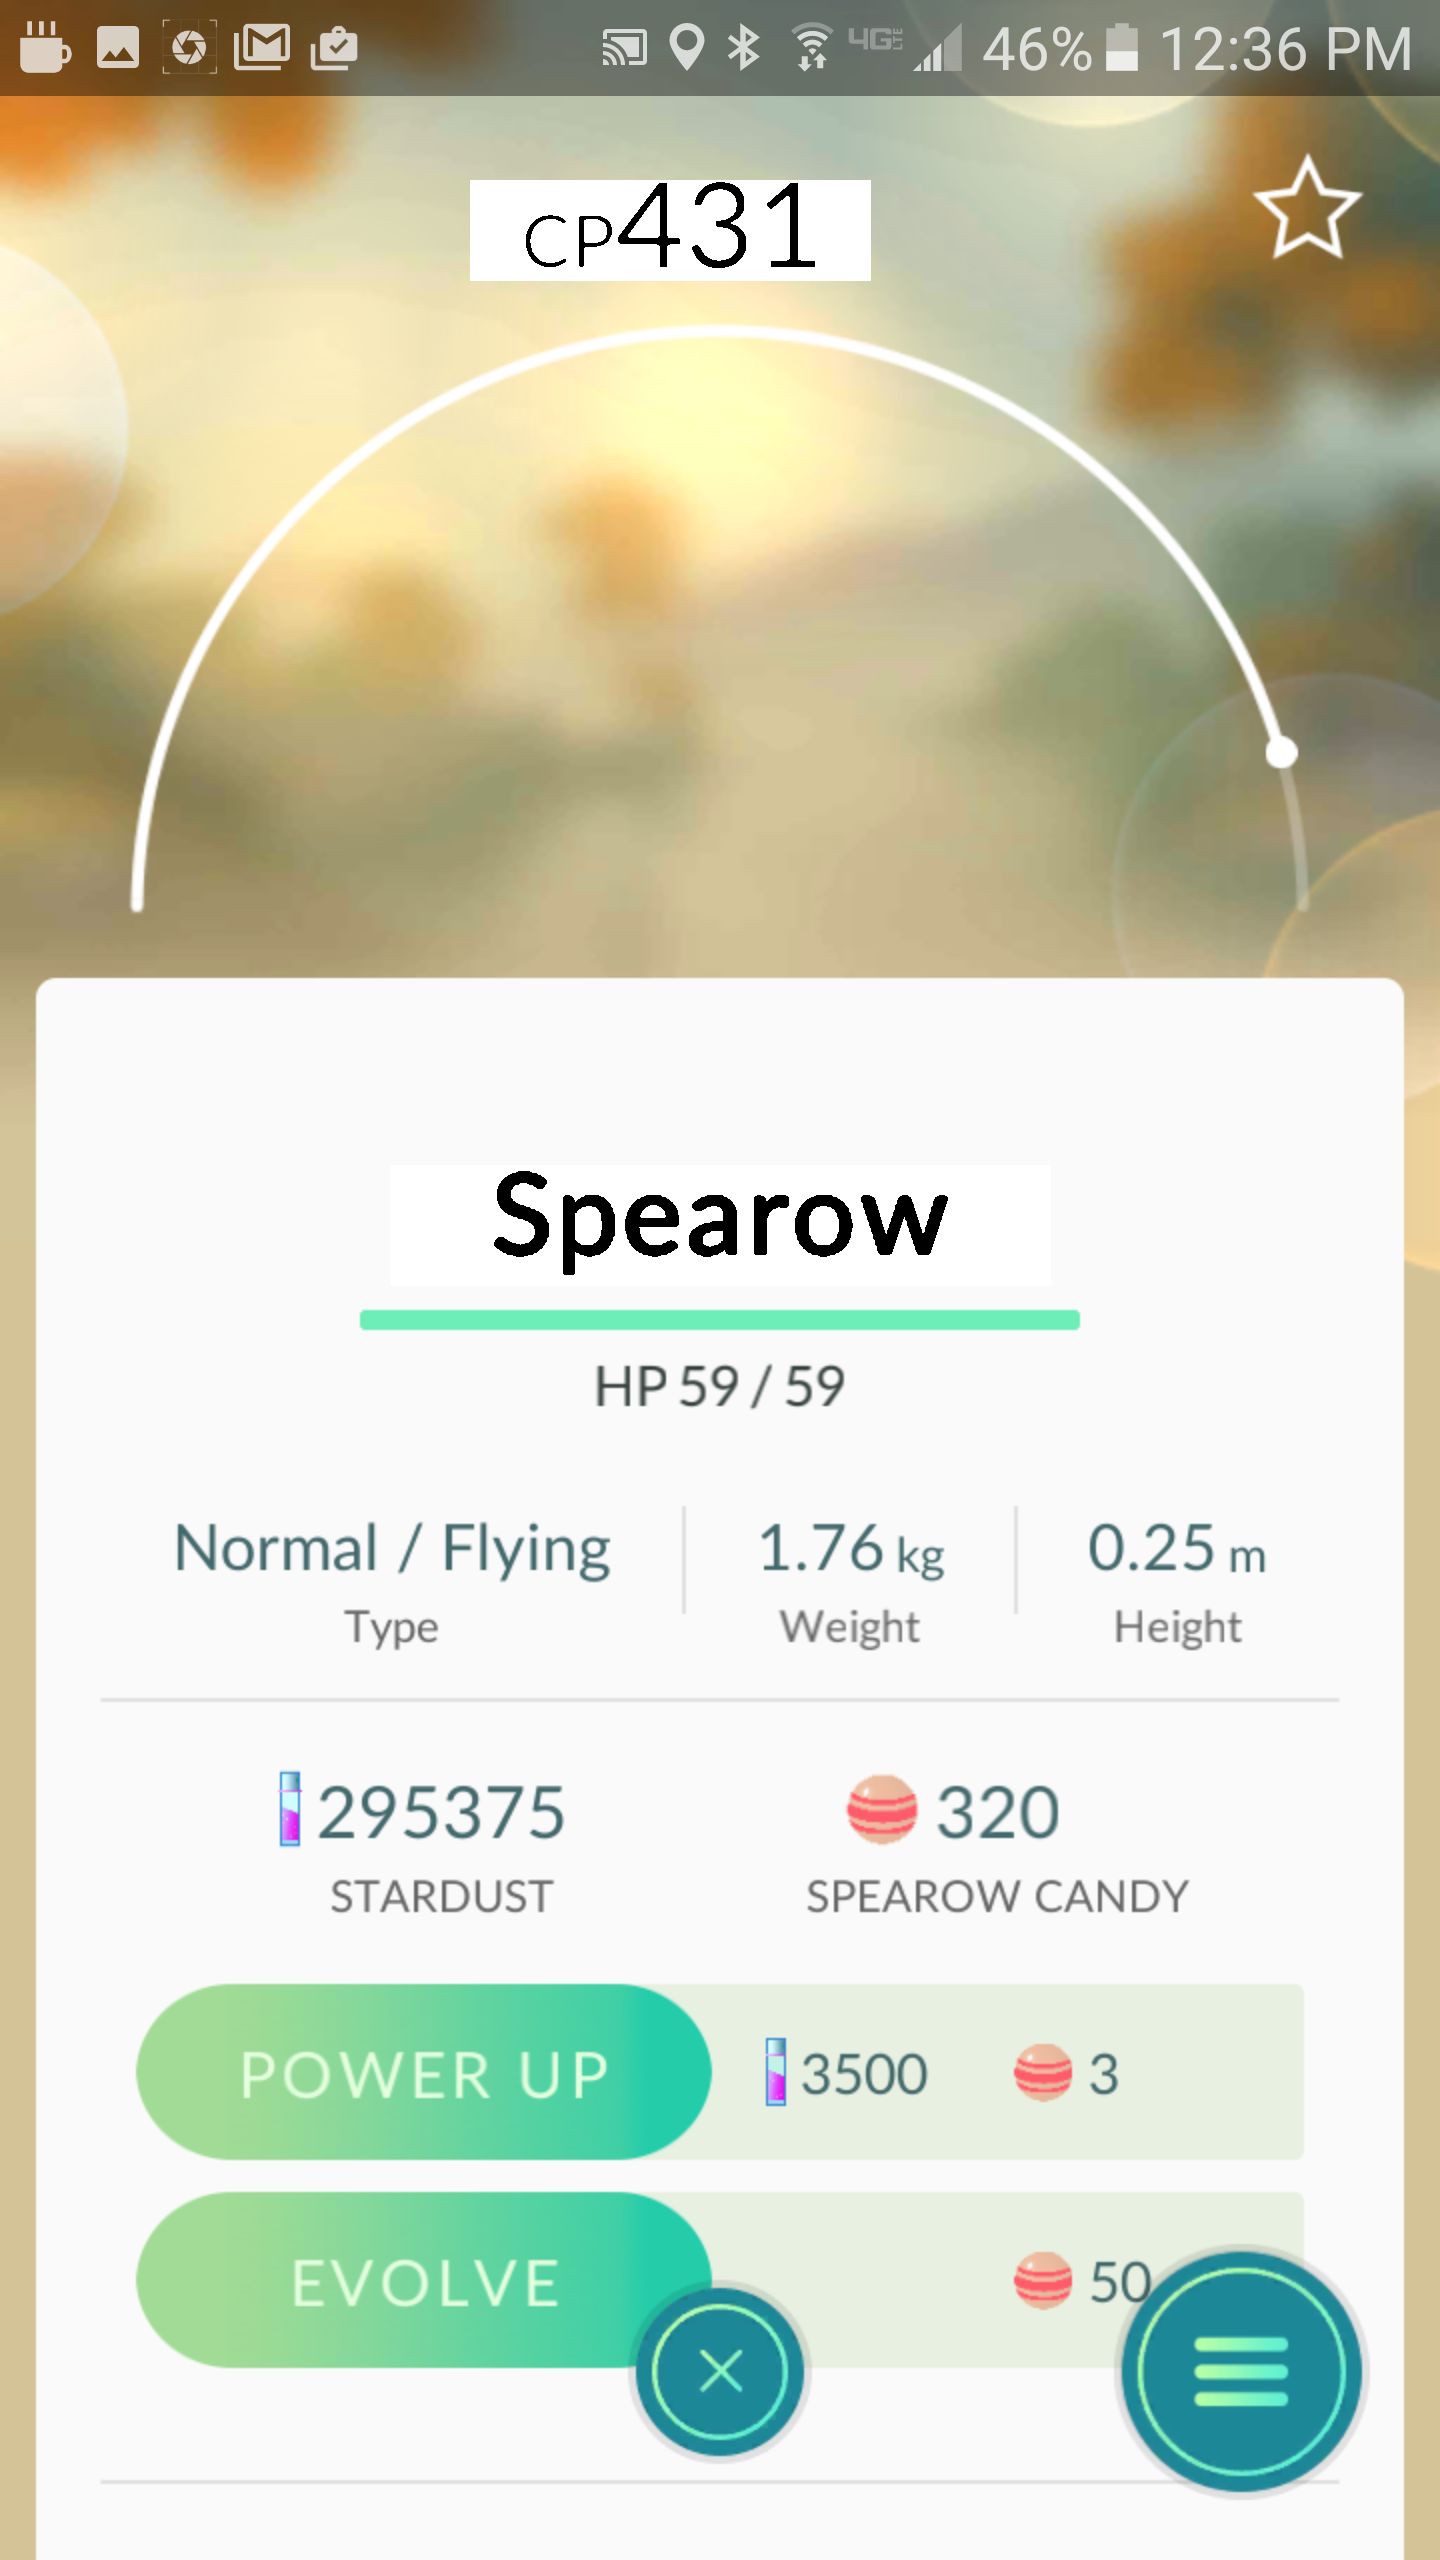 4G LTE 46% 12:36 PM
CP431
Spearow
HP 59 / 59
Normal / Flying 1.76 kg 0.25 m
Type Weight Height
295375 320
STARDUST SPEAROW CANDY
POWER UP 3500 3
EVOLVE 50